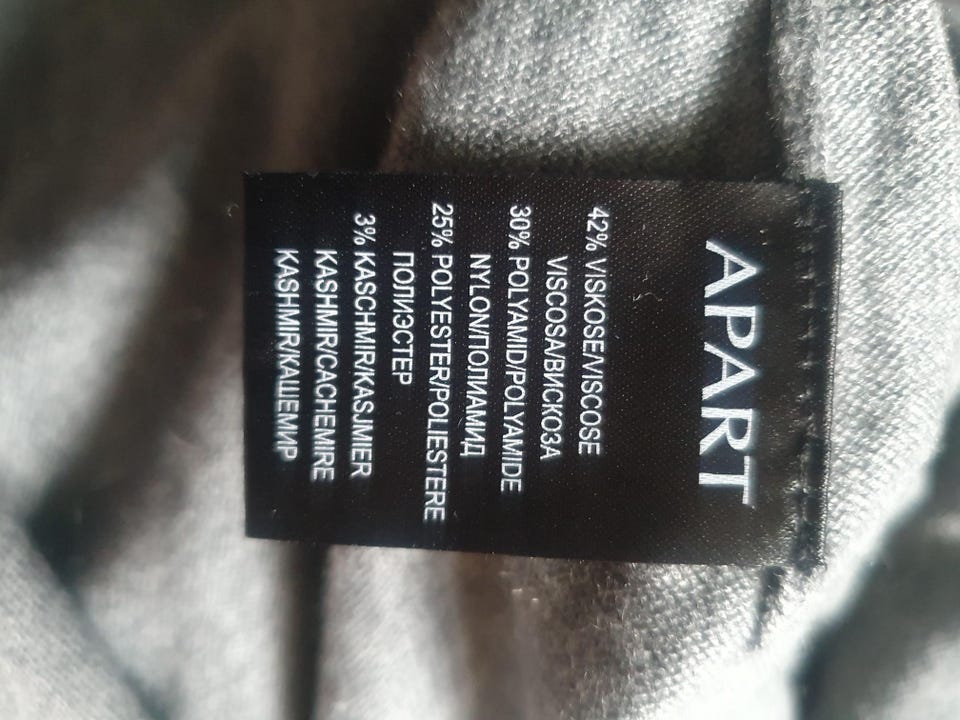 APART
42% VISKOSE/VISCOSE
VISCOSA/ВИСКОЗА
30% POLYAMID/POLYAMIDE
NYLON/ПОЛИАМИД
25% POLYESTER/POLIESTERE
ПОЛИЭСТЕР
3% KASCHMIR/KASJMIER
KASHMIR/CACHEMIRE
KASHMIR/КАШЕМИР